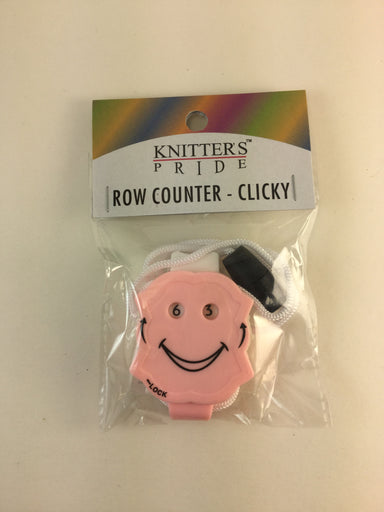 KNITTER'S™
PRIDE
ROW COUNTER - CLICKY
6 3
LOCK